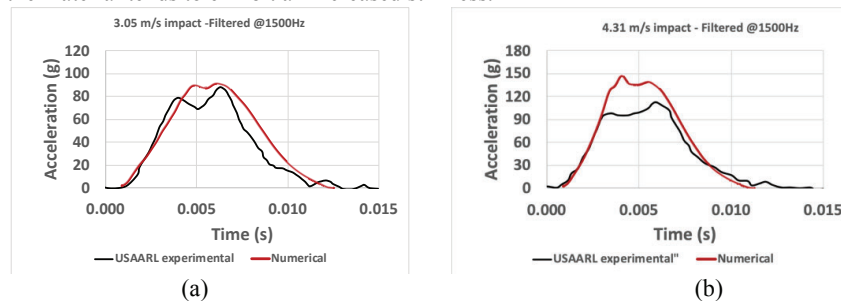 3.05 m/s impact -Filtered @1500Hz
120
100
80
60
40
20
0
Acceleration (g)
0.000 0.005 0.010 0.015
Time (s)
USAARL experimental Numerical
(a)
4.31 m/s impact - Filtered @1500Hz
180
150
120
90
60
30
0
Acceleration (g)
0.000 0.005 0.010 0.015
Time (s)
USAARL experimental" Numerical
(b)